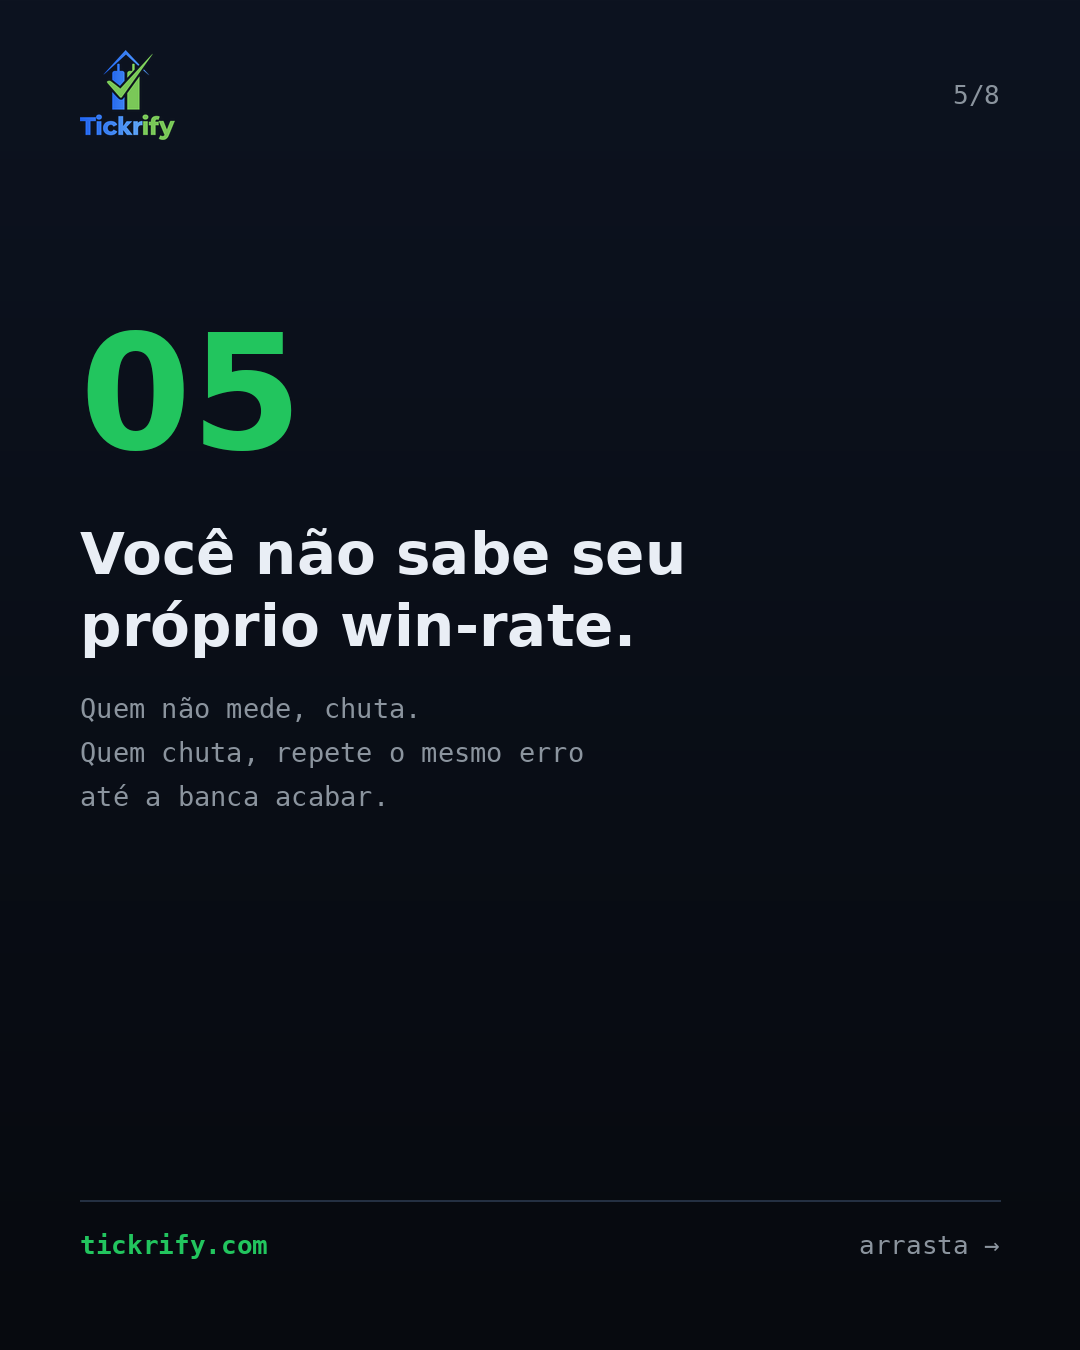 Tickrify
5/8
05
Você não sabe seu
próprio win-rate.
Quem não mede, chuta.
Quem chuta, repete o mesmo erro
até a banca acabar.
tickrify.com
arrasta →